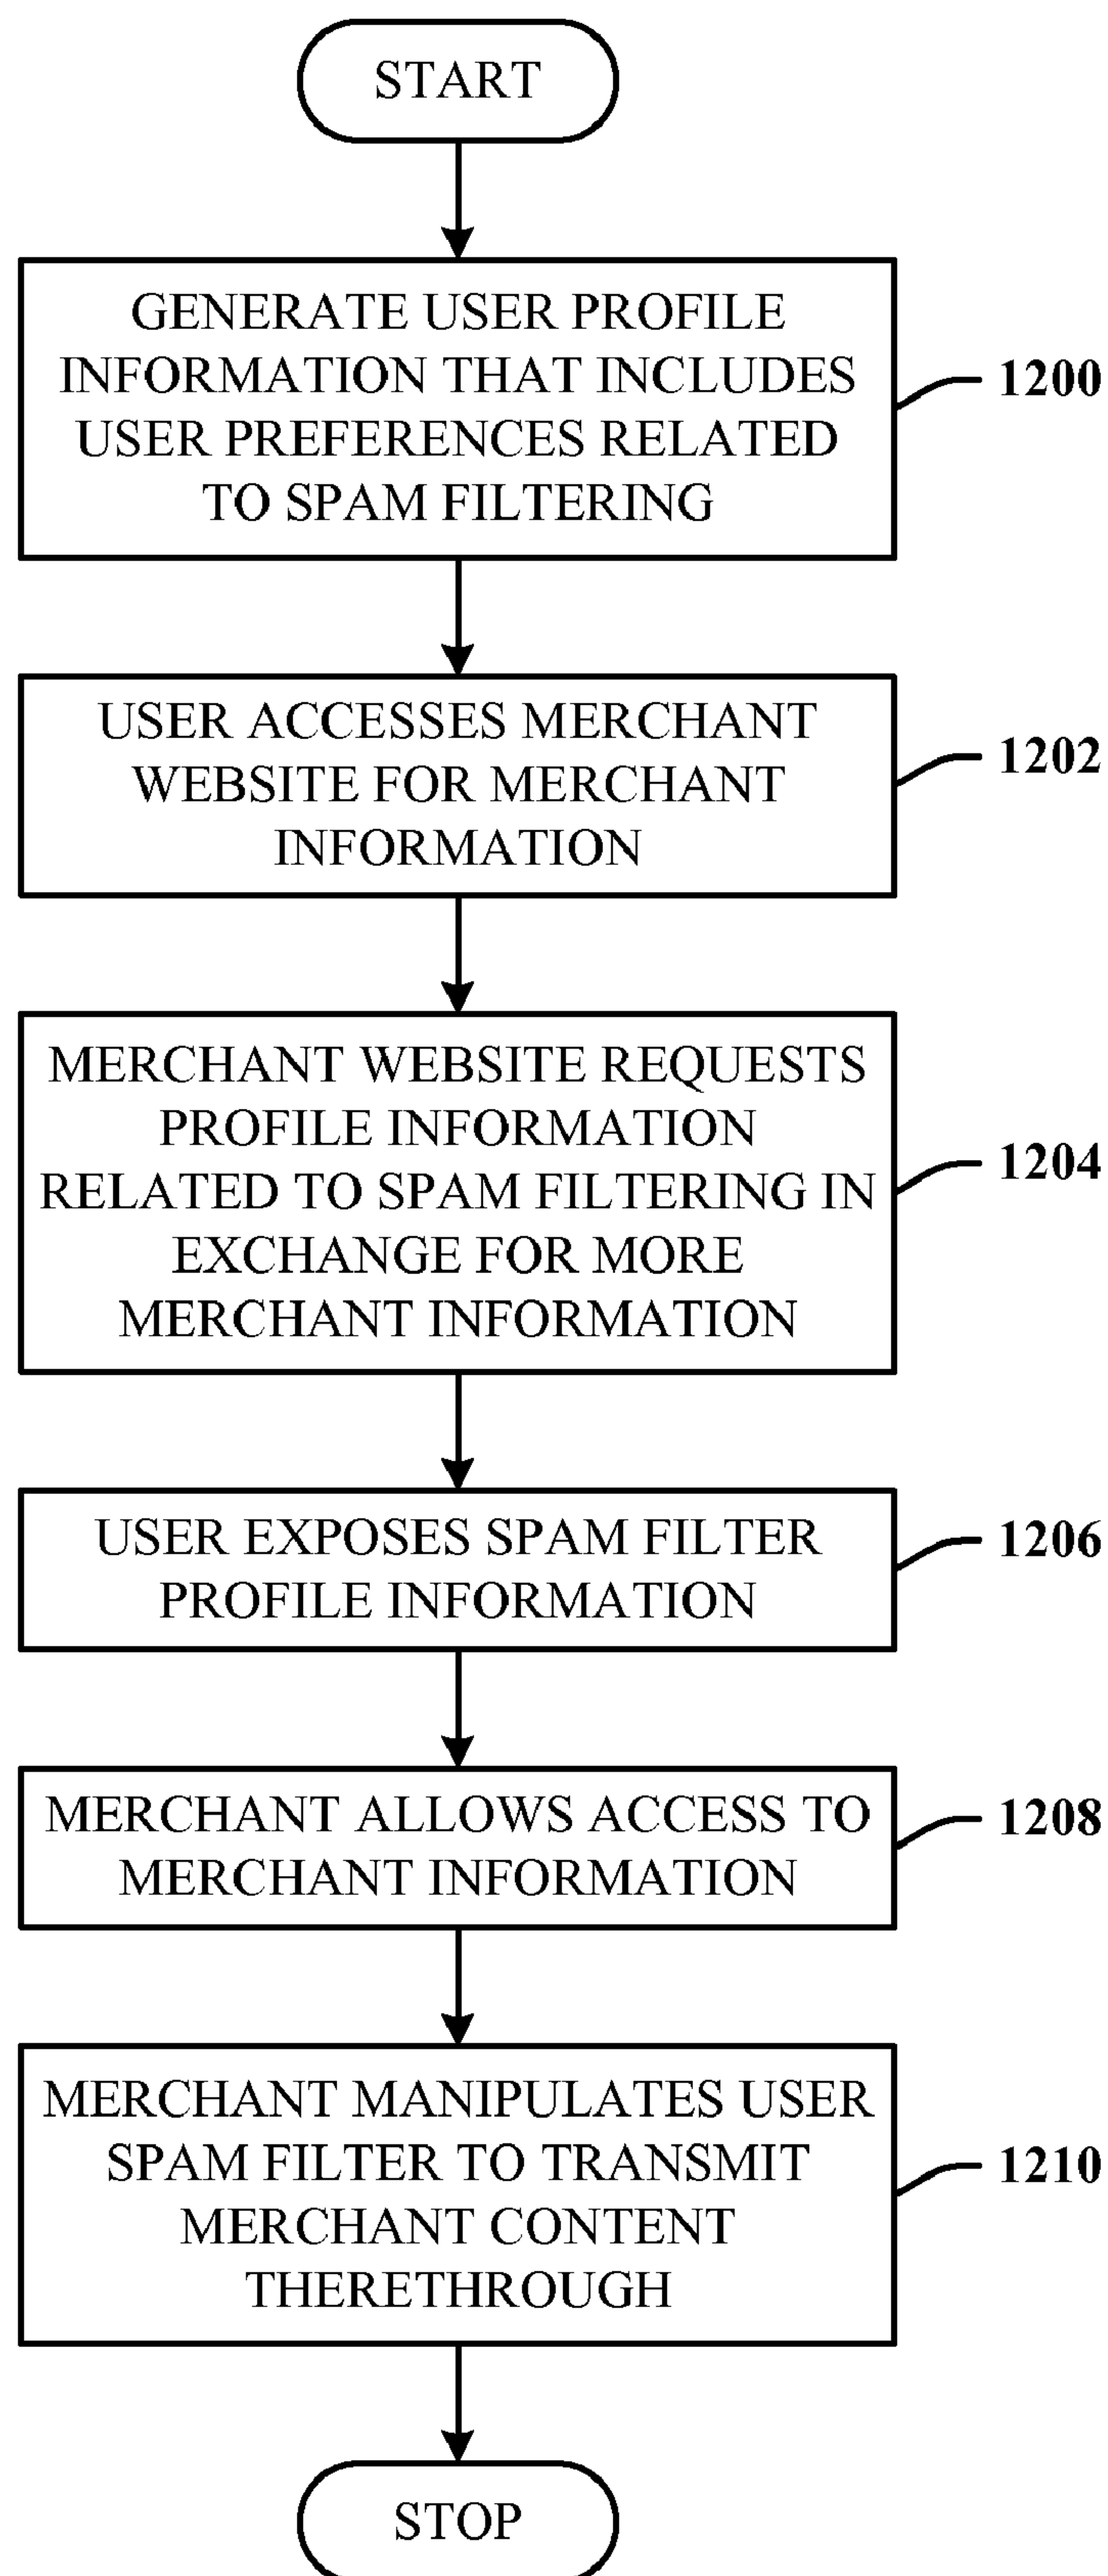 START
GENERATE USER PROFILE
INFORMATION THAT INCLUDES
USER PREFERENCES RELATED
TO SPAM FILTERING
1200
USER ACCESSES MERCHANT
WEBSITE FOR MERCHANT
INFORMATION
1202
MERCHANT WEBSITE REQUESTS
PROFILE INFORMATION
RELATED TO SPAM FILTERING IN
EXCHANGE FOR MORE
MERCHANT INFORMATION
1204
USER EXPOSES SPAM FILTER
PROFILE INFORMATION
1206
MERCHANT ALLOWS ACCESS TO
MERCHANT INFORMATION
1208
MERCHANT MANIPULATES USER
SPAM FILTER TO TRANSMIT
MERCHANT CONTENT
THERETHROUGH
1210
STOP